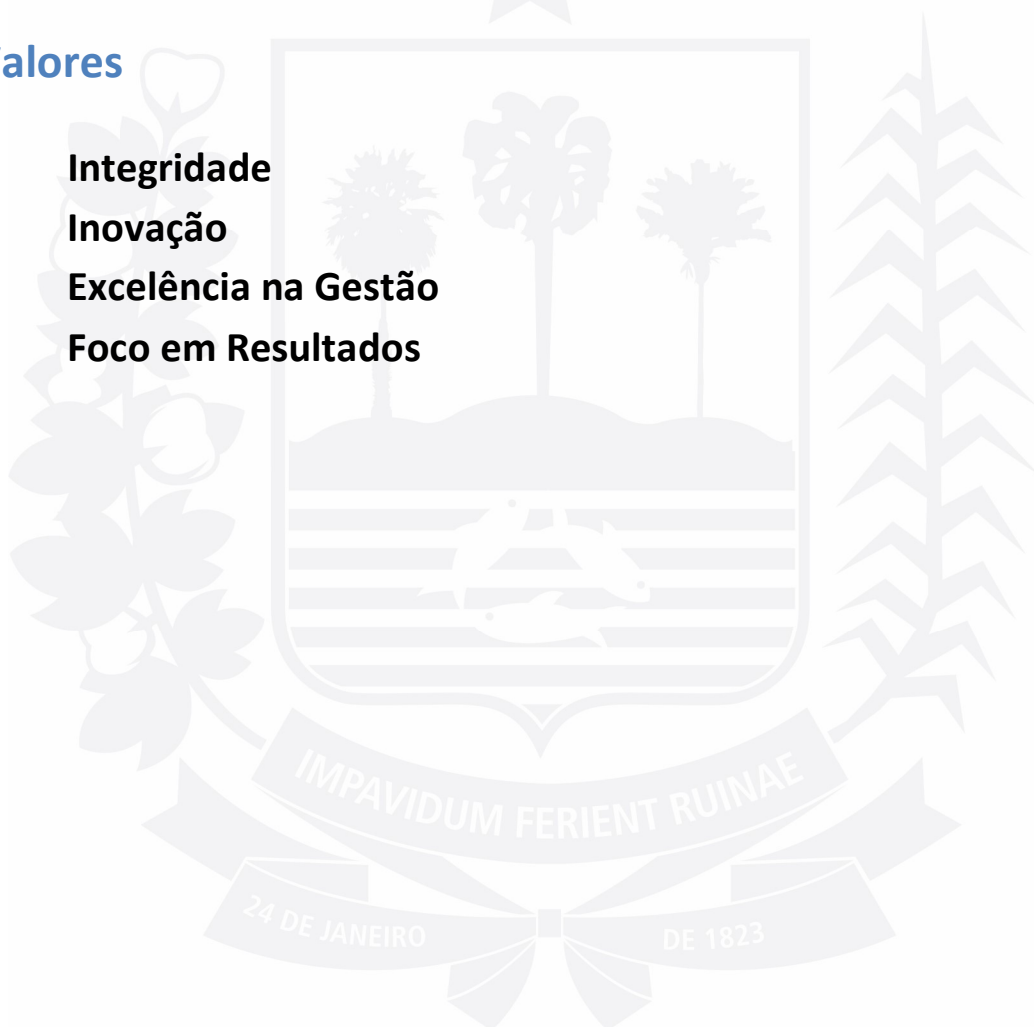 alores
Integridade
Inovação
Excelência na Gestão
Foco em Resultados
IMPAVIDUM FERIENT RUINAE
24 DE JANEIRO DE 1823